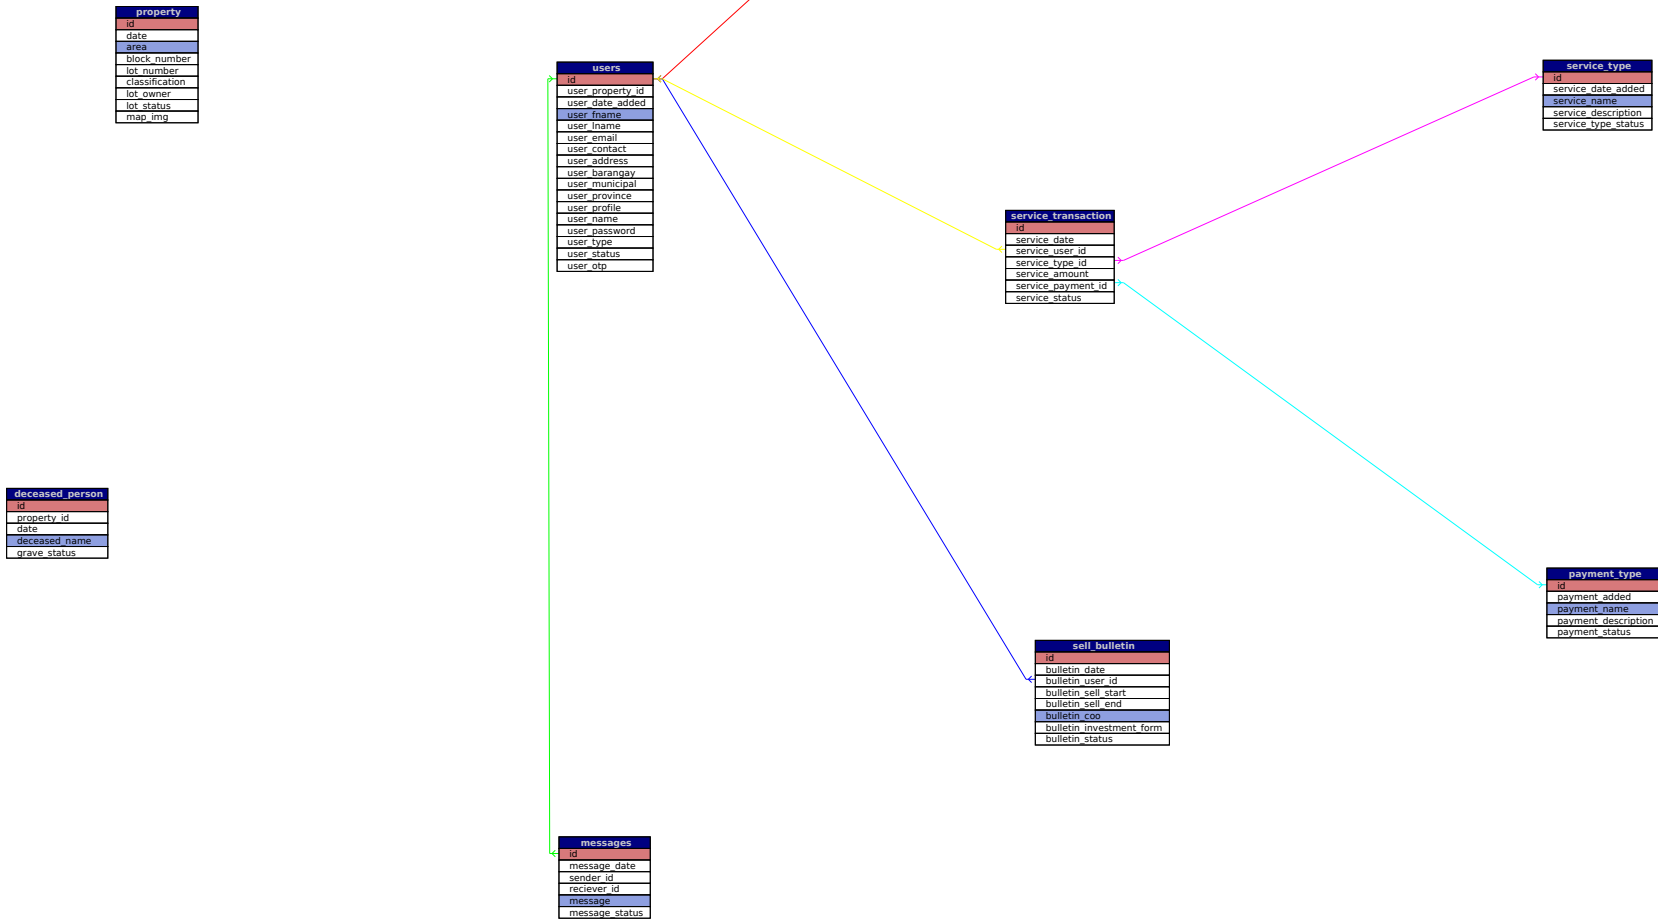 property
id
date
area
block_number
lot_number
classification
lot_owner
lot_status
map_img
users
id
user_property_id
user_date_added
user_fname
user_lname
user_email
user_contact
user_address
user_barangay
user_municipal
user_province
user_profile
user_name
user_password
user_type
user_status
user_otp
service_type
id
service_date_added
service_name
service_description
service_type_status
service_transaction
id
service_date
service_user_id
service_type_id
service_amount
service_payment_id
service_status
deceased_person
id
property_id
date
deceased_name
grave_status
payment_type
id
payment_added
payment_name
payment_description
payment_status
sell_bulletin
id
bulletin_date
bulletin_user_id
bulletin_sell_start
bulletin_sell_end
bulletin_coo
bulletin_investment_form
bulletin_status
messages
id
message_date
sender_id
reciever_id
message
message_status